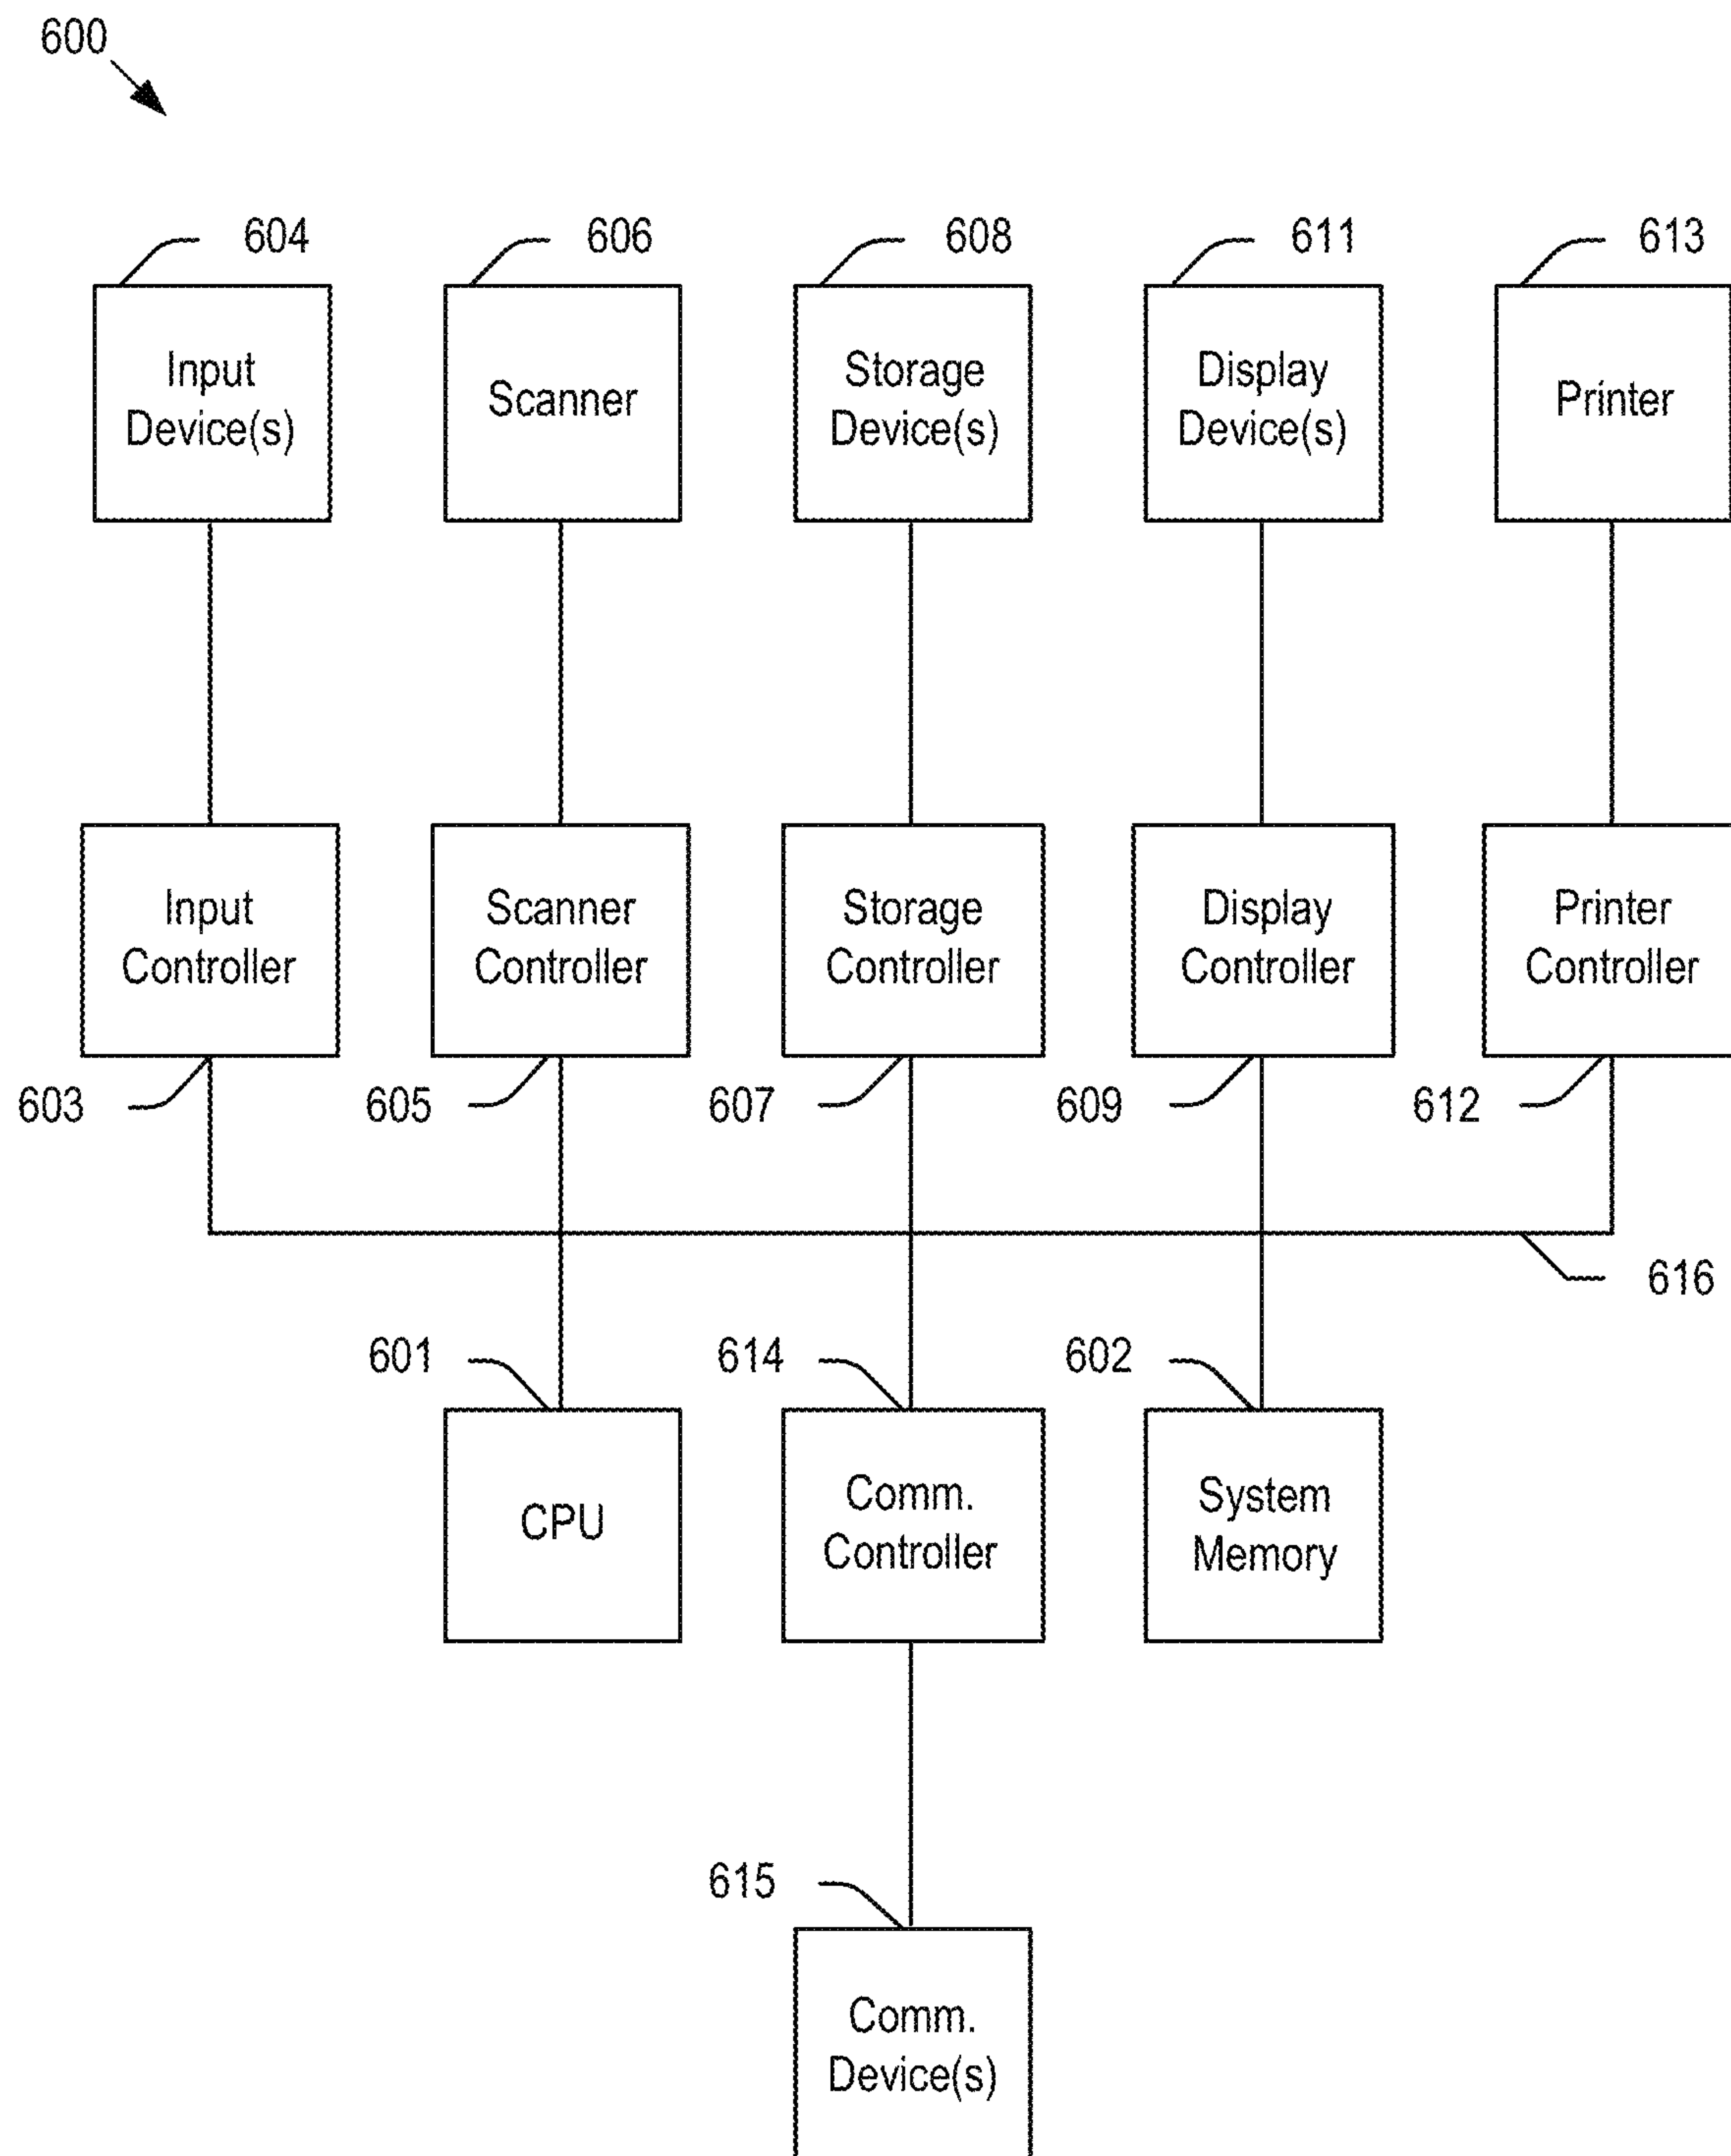 600
604
606
608
611
613
Input
Device(s)
Scanner
Storage
Device(s)
Display
Device(s)
Printer
Input
Controller
Scanner
Controller
Storage
Controller
Display
Controller
Printer
Controller
603
605
607
609
612
616
601
614
602
CPU
Comm.
Controller
System
Memory
615
Comm.
Device(s)